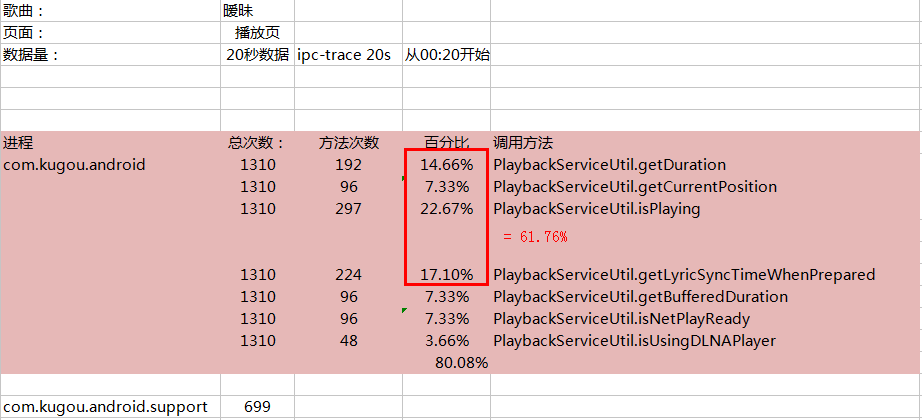 歌曲： 暧昧
页面： 播放页
数据量： 20秒数据 ipc-trace 20s 从00:20开始
进程 总次数： 方法次数 百分比 调用方法
com.kugou.android 1310 192 14.66% PlaybackServiceUtil.getDuration
1310 96 7.33% PlaybackServiceUtil.getCurrentPosition
1310 297 22.67% PlaybackServiceUtil.isPlaying
= 61.76%
1310 224 17.10% PlaybackServiceUtil.getLyricSyncTimeWhenPrepared
1310 96 7.33% PlaybackServiceUtil.getBufferedDuration
1310 96 7.33% PlaybackServiceUtil.isNetPlayReady
1310 48 3.66% PlaybackServiceUtil.isUsingDLNAPlayer
80.08%
com.kugou.android.support 699